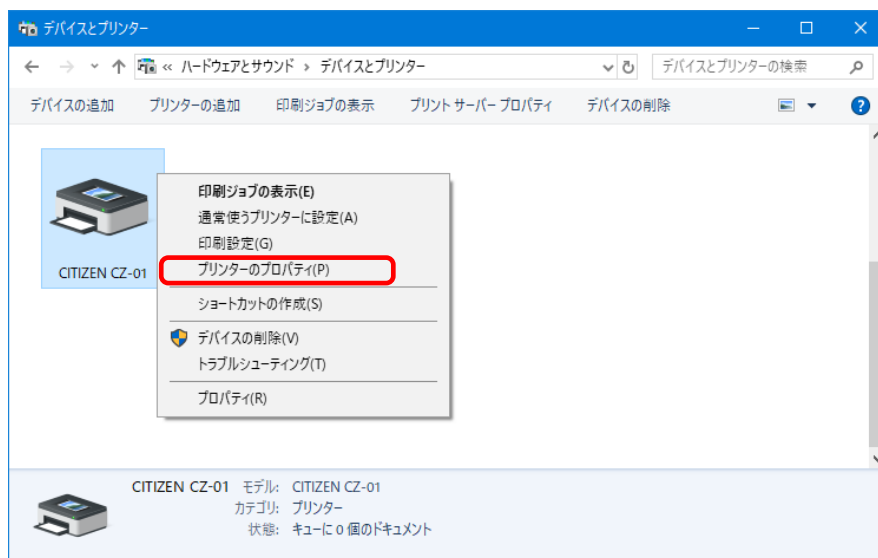 デバイスとプリンター
« ハードウェアとサウンド › デバイスとプリンター
デバイスとプリンターの検索
デバイスの追加 プリンターの追加 印刷ジョブの表示 プリント サーバー プロパティ デバイスの削除
CITIZEN CZ-01
印刷ジョブの表示(E)
通常使うプリンターに設定(A)
印刷設定(G)
プリンターのプロパティ(P)
ショートカットの作成(S)
デバイスの削除(V)
トラブルシューティング(T)
プロパティ(R)
CITIZEN CZ-01 モデル: CITIZEN CZ-01
カテゴリ: プリンター
状態: キューに 0 個のドキュメント